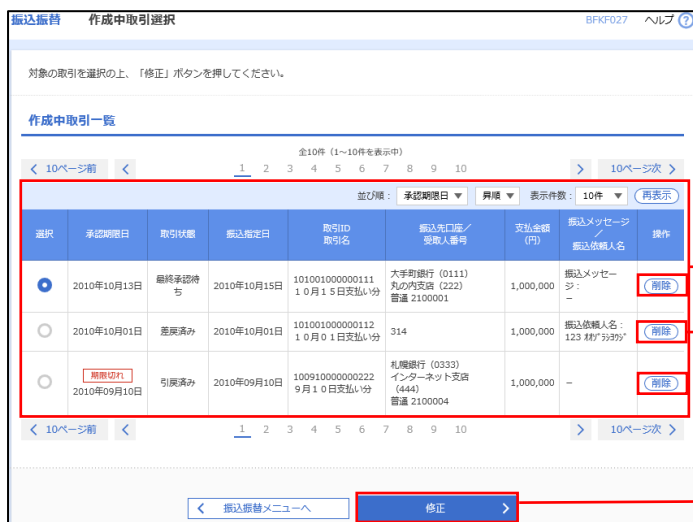 振込振替 作成中取引選択 BFKF027 ヘルプ ?
対象の取引を選択の上、「修正」ボタンを押してください。
作成中取引一覧
全10件（1～10件を表示中）
10ページ前 1 2 3 4 5 6 7 8 9 10 10ページ次
並び順： 承認期限日 ▼ 昇順 ▼ 表示件数： 10件 ▼ 再表示
選択 承認期限日 取引状態 振込指定日 取引ID 取引名 振込先口座／受取人番号 支払金額（円） 振込メッセージ／振込依頼人名 操作
2010年10月13日 最終承認待ち 2010年10月15日 101001000000111 １０月１５日支払い分 大手町銀行（0111） 丸の内支店（222） 普通 2100001 1,000,000 振込メッセージ：－ 削除
2010年10月01日 差戻済み 2010年10月01日 101001000000112 １０月０１日支払い分 314 1,000,000 振込依頼人名： 123 削除
期限切れ 2010年09月10日 引戻済み 2010年09月10日 100910000000222 ９月１０日支払い分 札幌銀行（0333） インターネット支店（444） 普通 2100004 1,000,000 － 削除
10ページ前 1 2 3 4 5 6 7 8 9 10 10ページ次
振込振替メニューへ 修正